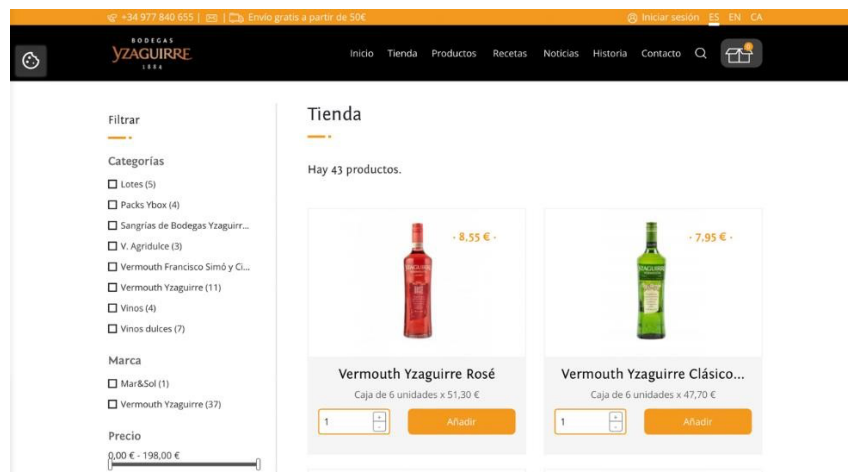 +34 977 840 655 | | Envío gratis a partir de 50€
Iniciar sesión ES EN CA
BODEGAS
YZAGUIRRE
1884
Inicio Tienda Productos Recetas Noticias Historia Contacto
Filtrar
Categorías
Lotes (5)
Packs Ybox (4)
Sangrías de Bodegas Yzaguirr...
V. Agridulce (3)
Vermouth Francisco Simó y Ci...
Vermouth Yzaguirre (11)
Vinos (4)
Vinos dulces (7)
Marca
Mar&Sol (1)
Vermouth Yzaguirre (37)
Precio
0,00 € - 198,00 €
Tienda
Hay 43 productos.
· 8,55 € ·
YZAGUIRRE
Vermouth Yzaguirre Rosé
Caja de 6 unidades x 51,30 €
1 + - Añadir
· 7,95 € ·
YZAGUIRRE
Vermouth Yzaguirre Clásico...
Caja de 6 unidades x 47,70 €
1 + - Añadir